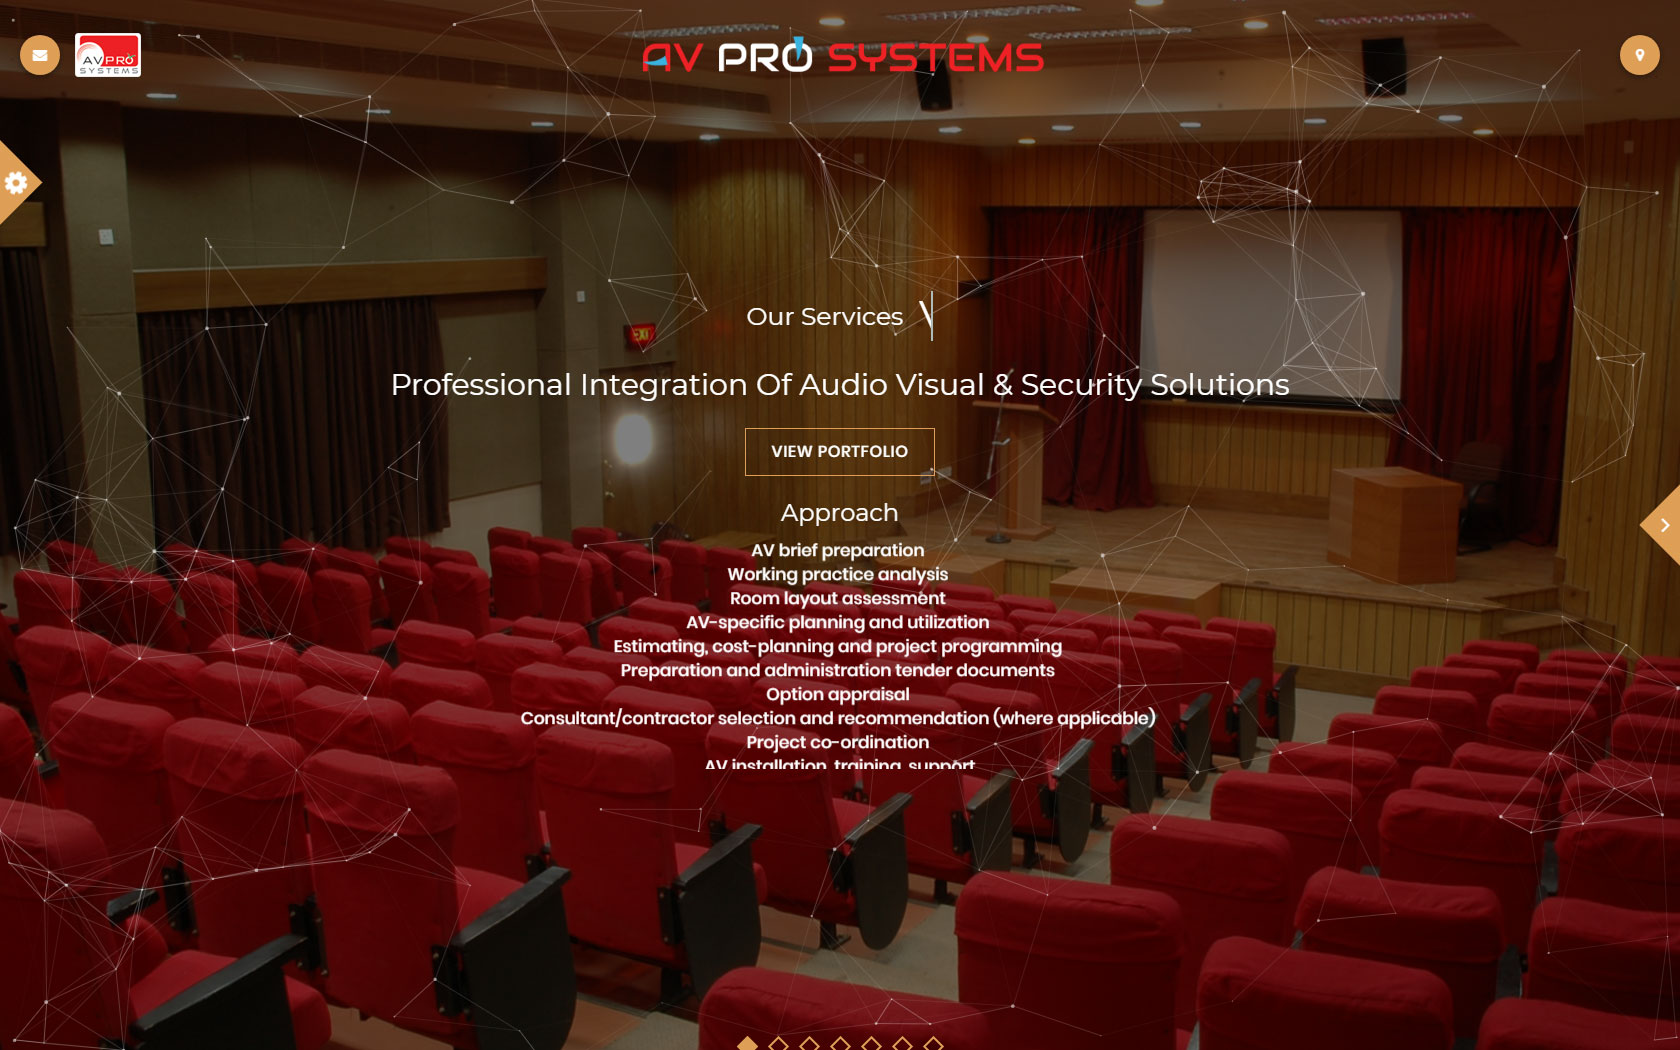 AVPRO
SYSTEMS
AV PRO SYSTEMS
Our Services
Professional Integration Of Audio Visual & Security Solutions
VIEW PORTFOLIO
Approach
AV brief preparation
Working practice analysis
Room layout assessment
AV-specific planning and utilization
Estimating, cost-planning and project programming
Preparation and administration tender documents
Option appraisal
Consultant/contractor selection and recommendation (where applicable)
Project co-ordination
AV installation, training, support